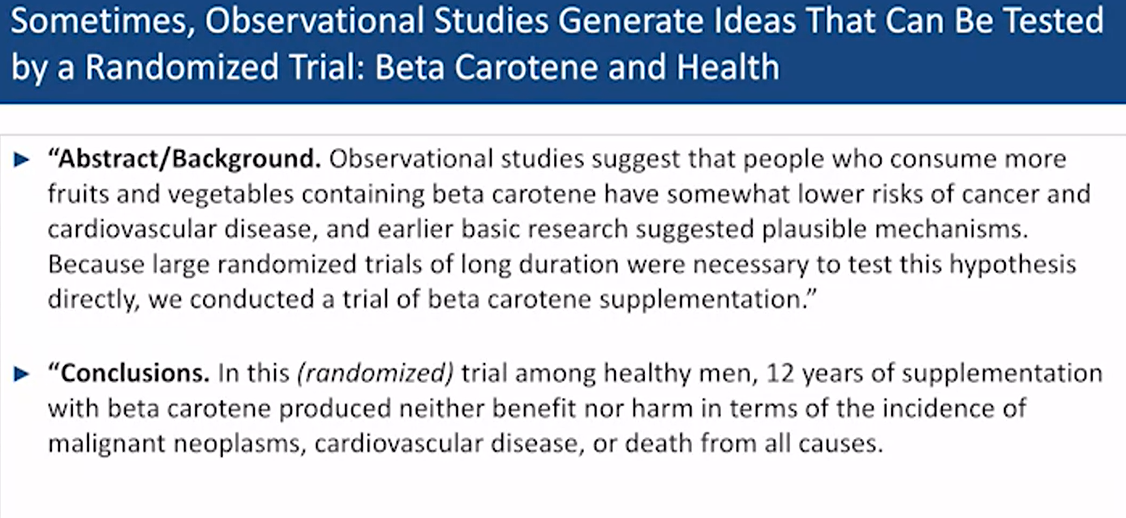 Sometimes, Observational Studies Generate Ideas That Can Be Tested
by a Randomized Trial: Beta Carotene and Health
► “Abstract/Background. Observational studies suggest that people who consume more
fruits and vegetables containing beta carotene have somewhat lower risks of cancer and
cardiovascular disease, and earlier basic research suggested plausible mechanisms.
Because large randomized trials of long duration were necessary to test this hypothesis
directly, we conducted a trial of beta carotene supplementation.”
► “Conclusions. In this (randomized) trial among healthy men, 12 years of supplementation
with beta carotene produced neither benefit nor harm in terms of the incidence of
malignant neoplasms, cardiovascular disease, or death from all causes.